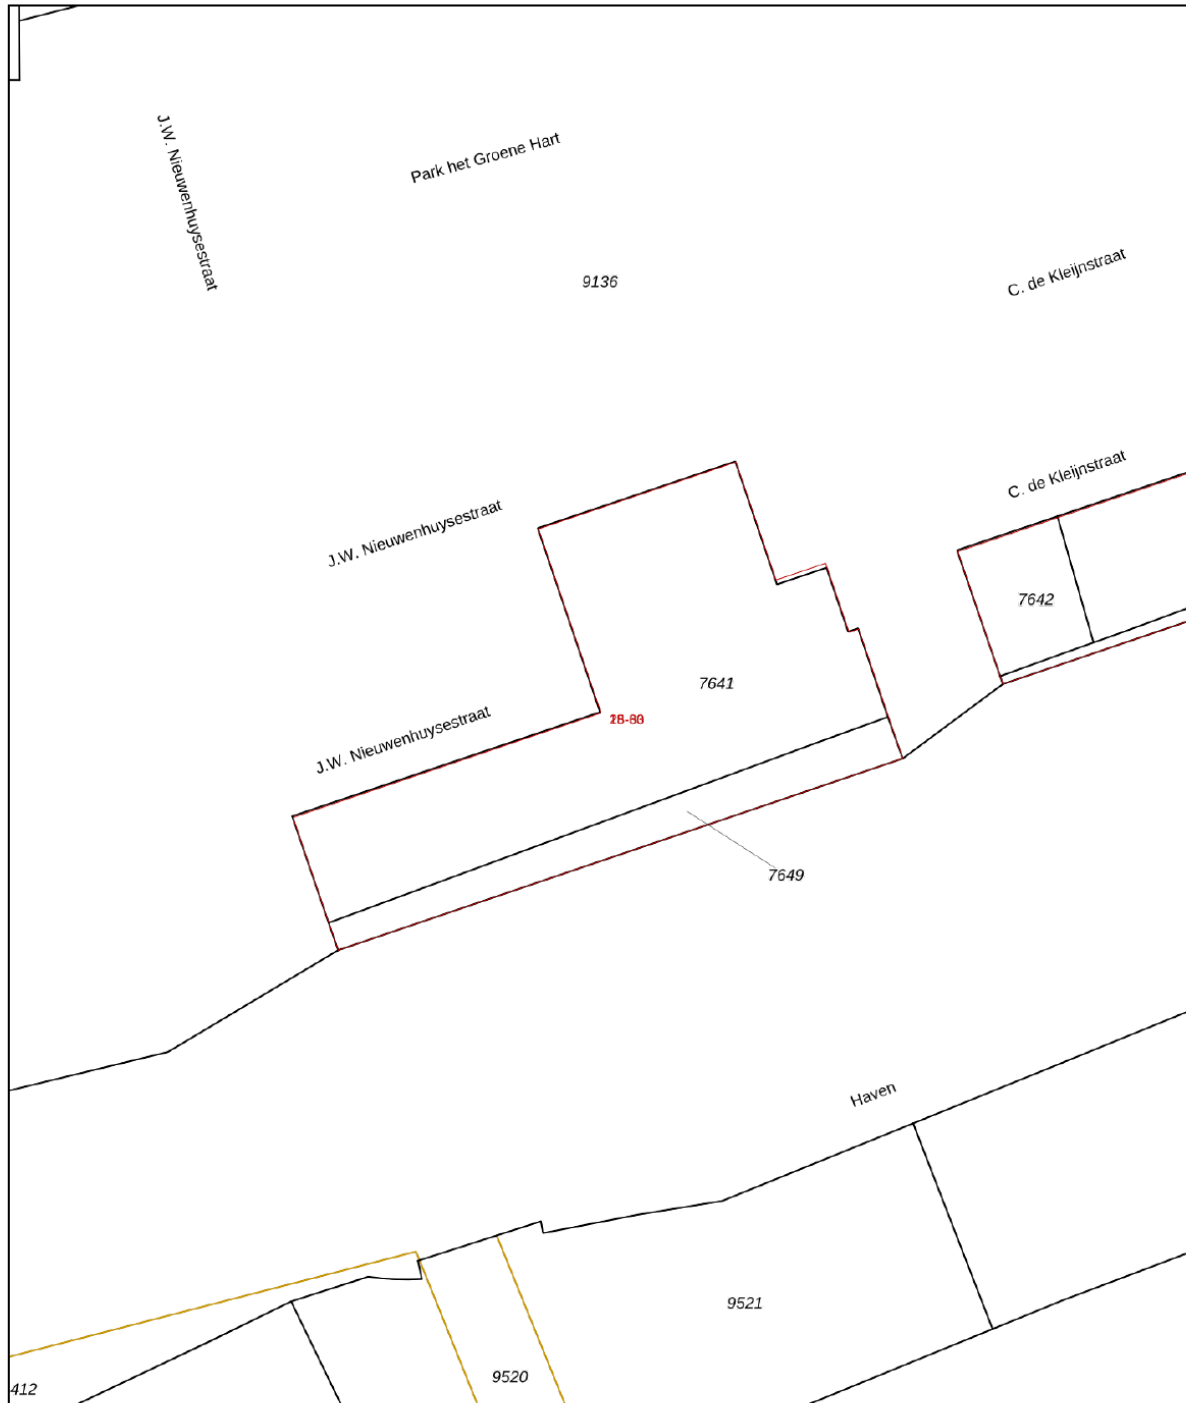 J.W. Nieuwenhuysestraat
Park het Groene Hart
9136
C. de Kleijnstraat
C. de Kleijnstraat
J.W. Nieuwenhuysestraat
7642
7641
J.W. Nieuwenhuysestraat
7649
Haven
9521
9520
412